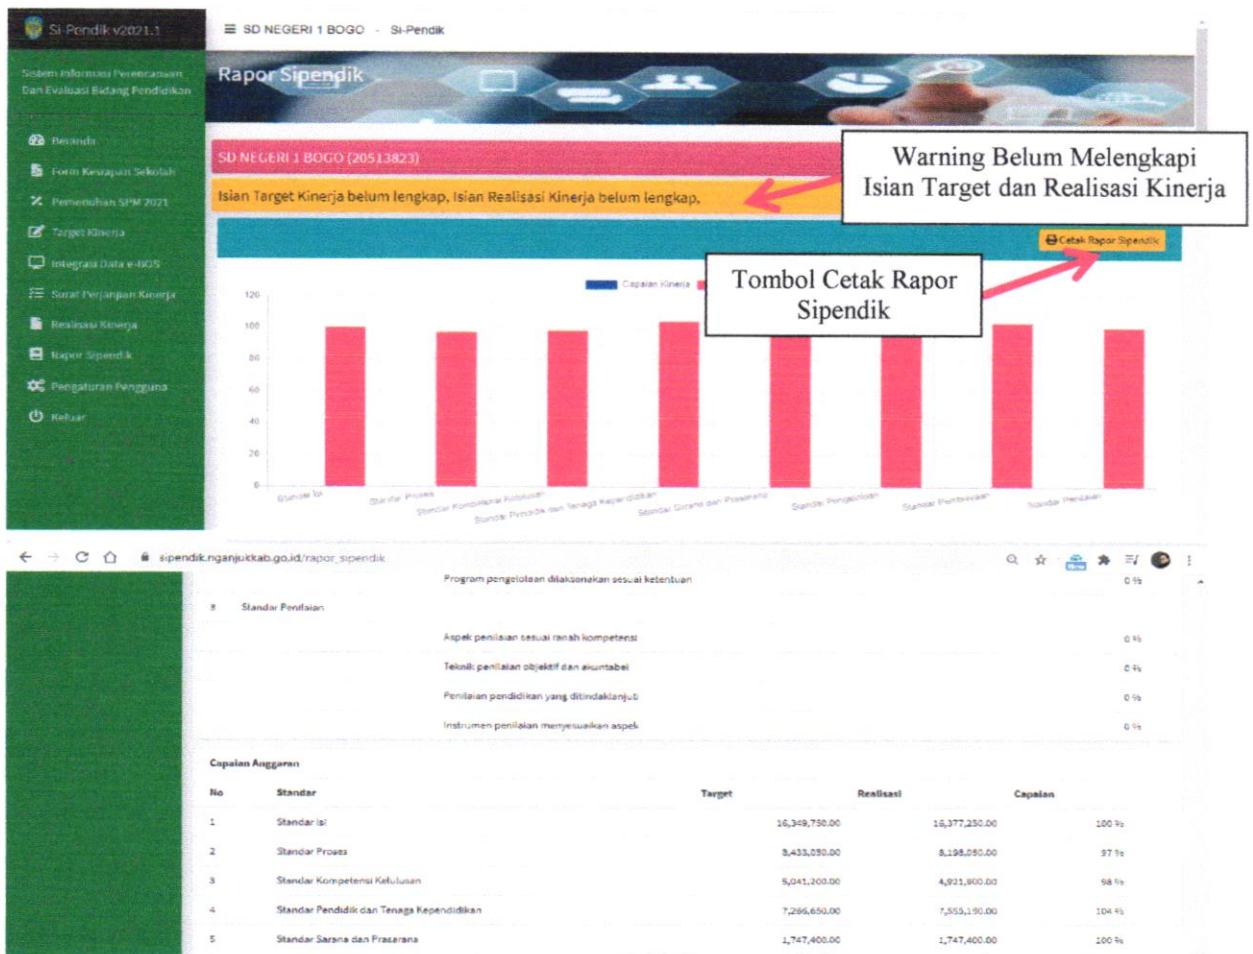 Si-Pendik v2021.1
SD NEGERI 1 BOGO - Si-Pendik
Sistem Informasi Perencanaan
Dan Evaluasi Bidang Pendidikan
Rapor Sipendik
Beranda
Form Kesiapan Sekolah
Pemenuhan SPM 2021
Target Kinerja
Integrasi Data e-BOS
Surat Perjanjian Kinerja
Realisasi Kinerja
Rapor Sipendik
Pengaturan Pengguna
Keluar
SD NEGERI 1 BOGO (20513823)
Warning Belum Melengkapi
Isian Target dan Realisasi Kinerja
Isian Target Kinerja belum lengkap, Isian Realisasi Kinerja belum lengkap,
Cetak Rapor Sipendik
Tombol Cetak Rapor
Sipendik
Capaian Kinerja
120
100
80
60
40
20
0
Standar Isi
Standar Proses
Standar Kompetensi Kelulusan
Standar Pendidik dan Tenaga Kependidikan
Standar Sarana dan Prasarana
Standar Pengelolaan
Standar Pembiayaan
Standar Penilaian
sipendik.nganjukkab.go.id/rapor_sipendik
Program pengelolaan dilaksanakan sesuai ketentuan 0 %
8 Standar Penilaian
Aspek penilaian sesuai ranah kompetensi 0 %
Teknik penilaian objektif dan akuntabel 0 %
Penilaian pendidikan yang ditindaklanjuti 0 %
Instrumen penilaian menyesuaikan aspek 0 %
Capaian Anggaran
No Standar Target Realisasi Capaian
1 Standar Isi 16,349,750.00 16,377,250.00 100 %
2 Standar Proses 8,433,050.00 8,198,050.00 97 %
3 Standar Kompetensi Kelulusan 5,041,200.00 4,921,900.00 98 %
4 Standar Pendidik dan Tenaga Kependidikan 7,266,650.00 7,555,150.00 104 %
5 Standar Sarana dan Prasarana 1,747,400.00 1,747,400.00 100 %